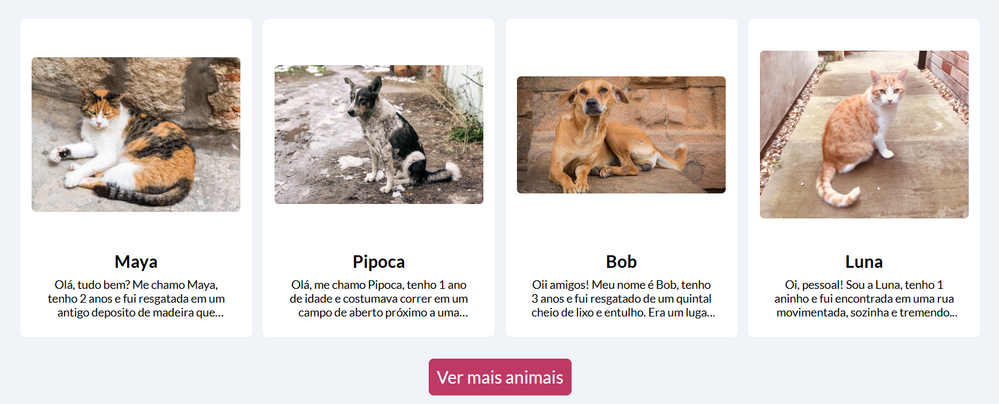 Maya
Olá, tudo bem? Me chamo Maya,
tenho 2 anos e fui resgatada em um
antigo deposito de madeira que...
Pipoca
Olá, me chamo Pipoca, tenho 1 ano
de idade e costumava correr em um
campo de aberto próximo a uma...
Bob
Oii amigos! Meu nome é Bob, tenho
3 anos e fui resgatado de um quintal
cheio de lixo e entulho. Era um luga...
Luna
Oi, pessoal! Sou a Luna, tenho 1
aninho e fui encontrada em uma rua
movimentada, sozinha e tremendo...
Ver mais animais